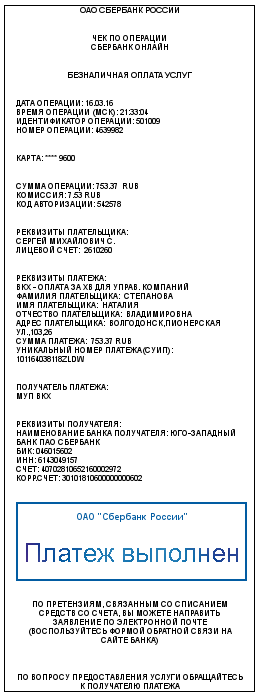 ОАО СБЕРБАНК РОССИИ
ЧЕК ПО ОПЕРАЦИИ
СБЕРБАНК ОНЛАЙН
БЕЗНАЛИЧНАЯ ОПЛАТА УСЛУГ
ДАТА ОПЕРАЦИИ: 16.03.16
ВРЕМЯ ОПЕРАЦИИ (МСК): 21:33:04
ИДЕНТИФИКАТОР ОПЕРАЦИИ: 501009
НОМЕР ОПЕРАЦИИ: 4639982
КАРТА: **** 9600
СУММА ОПЕРАЦИИ: 753.37 RUB
КОМИССИЯ: 7.53 RUB
КОД АВТОРИЗАЦИИ: 542578
РЕКВИЗИТЫ ПЛАТЕЛЬЩИКА:
СЕРГЕЙ МИХАЙЛОВИЧ С.
ЛИЦЕВОЙ СЧЕТ: 2610260
РЕКВИЗИТЫ ПЛАТЕЖА:
ВКХ - ОПЛАТА ЗА ХВ ДЛЯ УПРАВ. КОМПАНИЙ
ФАМИЛИЯ ПЛАТЕЛЬЩИКА: СТЕПАНОВА
ИМЯ ПЛАТЕЛЬЩИКА: НАТАЛИЯ
ОТЧЕСТВО ПЛАТЕЛЬЩИКА: ВЛАДИМИРОВНА
АДРЕС ПЛАТЕЛЬЩИКА: ВОЛГОДОНСК,ПИОНЕРСКАЯ
УЛ.,103,26
СУММА ПЛАТЕЖА: 753.37 RUB
УНИКАЛЬНЫЙ НОМЕР ПЛАТЕЖА(СУИП):
101164038118ZLDW
ПОЛУЧАТЕЛЬ ПЛАТЕЖА:
МУП ВКХ
РЕКВИЗИТЫ ПОЛУЧАТЕЛЯ:
НАИМЕНОВАНИЕ БАНКА ПОЛУЧАТЕЛЯ: ЮГО-ЗАПАДНЫЙ
БАНК ПАО СБЕРБАНК
БИК: 046015602
ИНН: 6143049157
СЧЕТ: 40702810652160002972
КОРР.СЧЕТ: 30101810600000000602
ОАО "Сбербанк России"
Платеж выполнен
ПО ПРЕТЕНЗИЯМ, СВЯЗАННЫМ СО СПИСАНИЕМ
СРЕДСТВ СО СЧЕТА, ВЫ МОЖЕТЕ НАПРАВИТЬ
ЗАЯВЛЕНИЕ ПО ЭЛЕКТРОННОЙ ПОЧТЕ
(ВОСПОЛЬЗУЙТЕСЬ ФОРМОЙ ОБРАТНОЙ СВЯЗИ НА
САЙТЕ БАНКА)
ПО ВОПРОСУ ПРЕДОСТАВЛЕНИЯ УСЛУГИ ОБРАЩАЙТЕСЬ
К ПОЛУЧАТЕЛЮ ПЛАТЕЖА